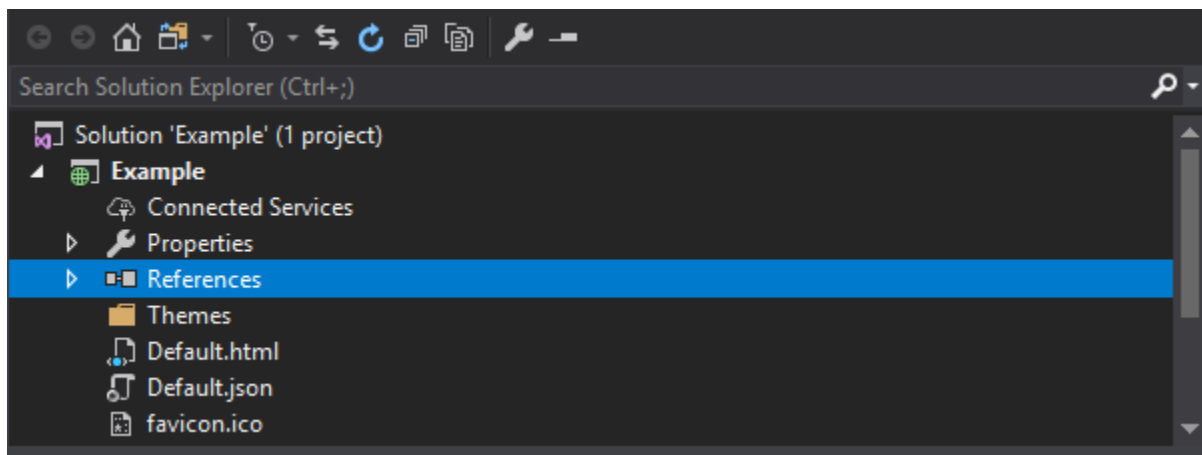 Search Solution Explorer (Ctrl+;)
Solution 'Example' (1 project)
Example
Connected Services
Properties
References
Themes
Default.html
Default.json
favicon.ico